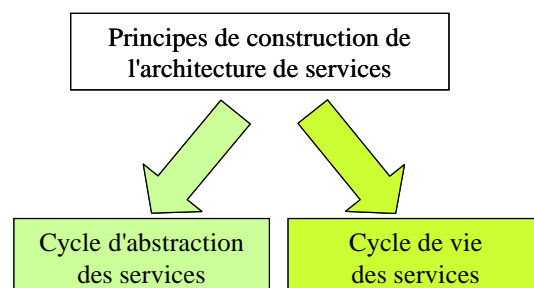 Principes de construction de
l'architecture de services
Cycle d'abstraction
des services
Cycle de vie
des services